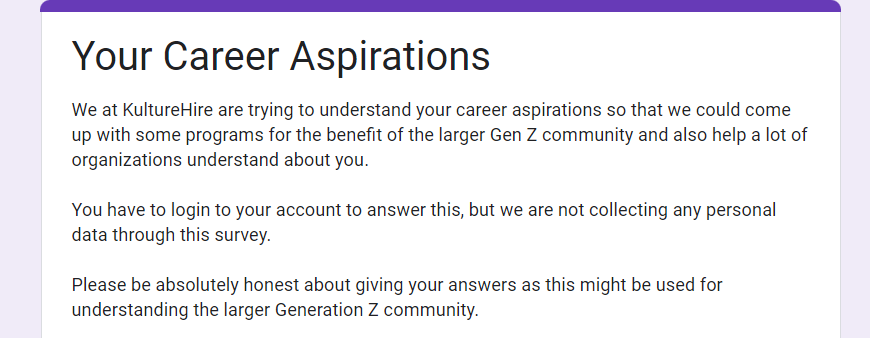 Your Career Aspirations
We at KultureHire are trying to understand your career aspirations so that we could come
up with some programs for the benefit of the larger Gen Z community and also help a lot of
organizations understand about you.
You have to login to your account to answer this, but we are not collecting any personal
data through this survey.
Please be absolutely honest about giving your answers as this might be used for
understanding the larger Generation Z community.